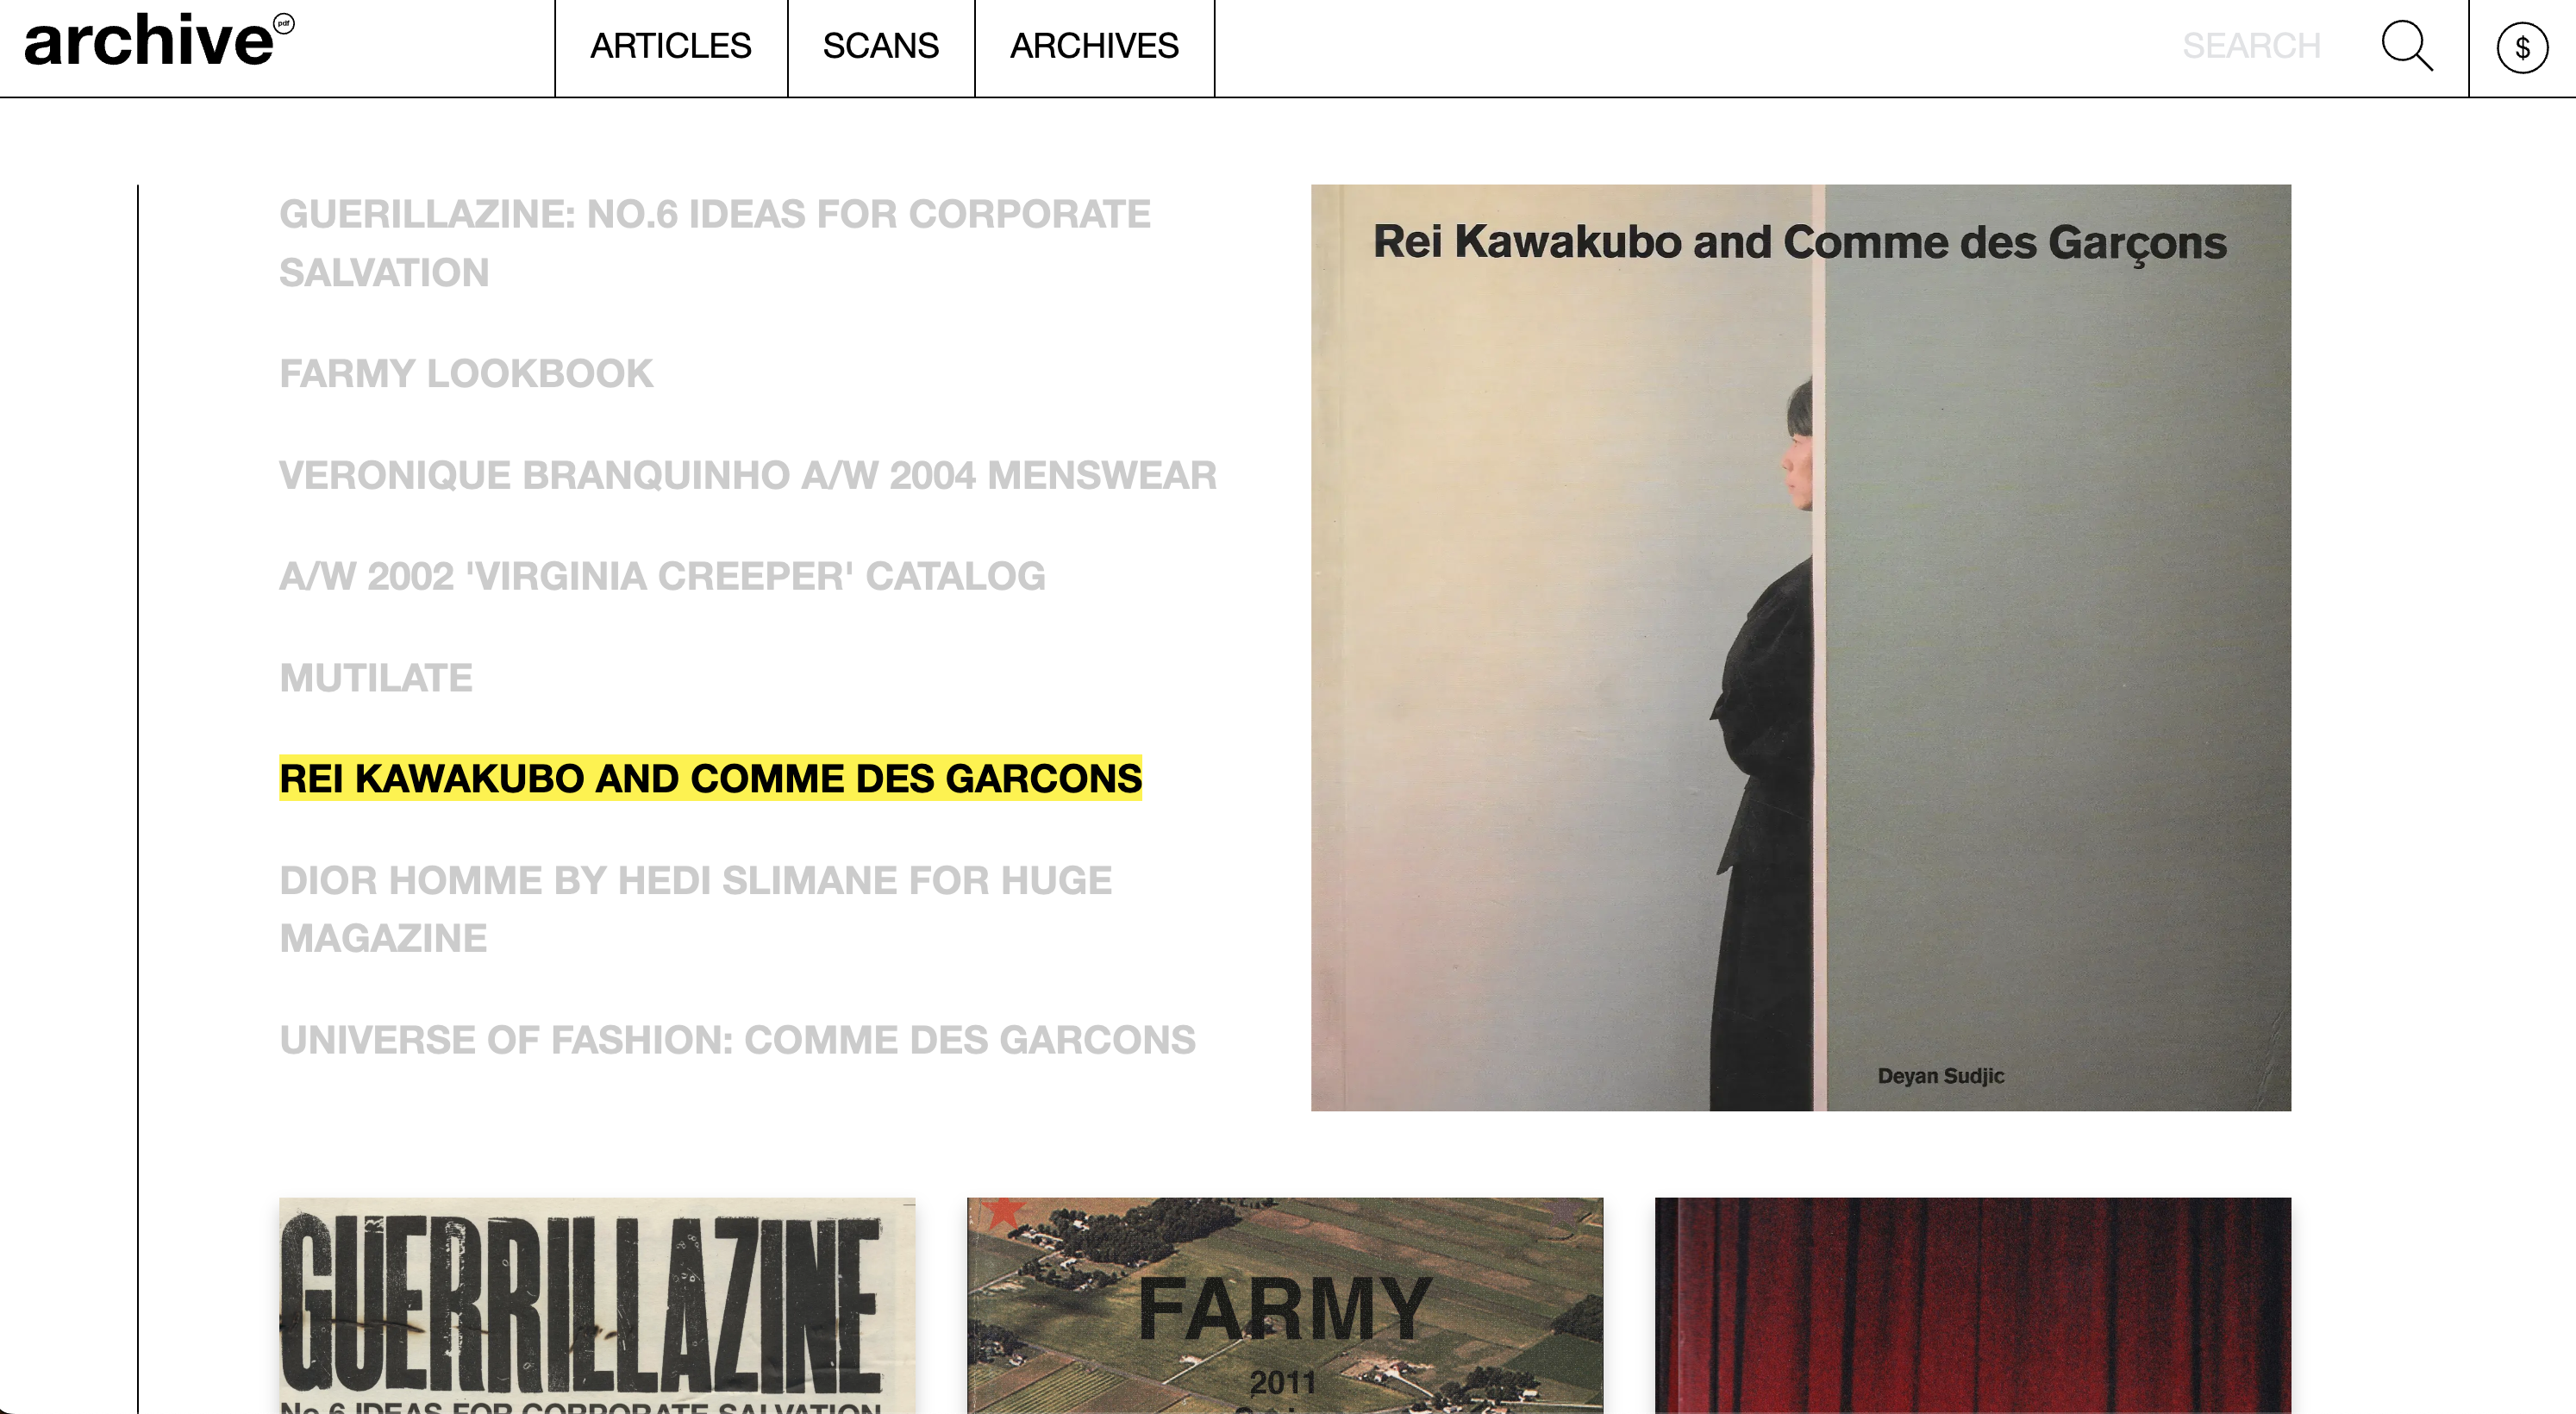 archive pdf
ARTICLES
SCANS
ARCHIVES
SEARCH
$
GUERILLAZINE: NO.6 IDEAS FOR CORPORATE
SALVATION
FARMY LOOKBOOK
VERONIQUE BRANQUINHO A/W 2004 MENSWEAR
A/W 2002 'VIRGINIA CREEPER' CATALOG
MUTILATE
REI KAWAKUBO AND COMME DES GARCONS
DIOR HOMME BY HEDI SLIMANE FOR HUGE
MAGAZINE
UNIVERSE OF FASHION: COMME DES GARCONS
Rei Kawakubo and Comme des Garçons
Deyan Sudjic
GUERRILLAZINE
No.6 IDEAS FOR CORPORATE SALVATION
FARMY
2011